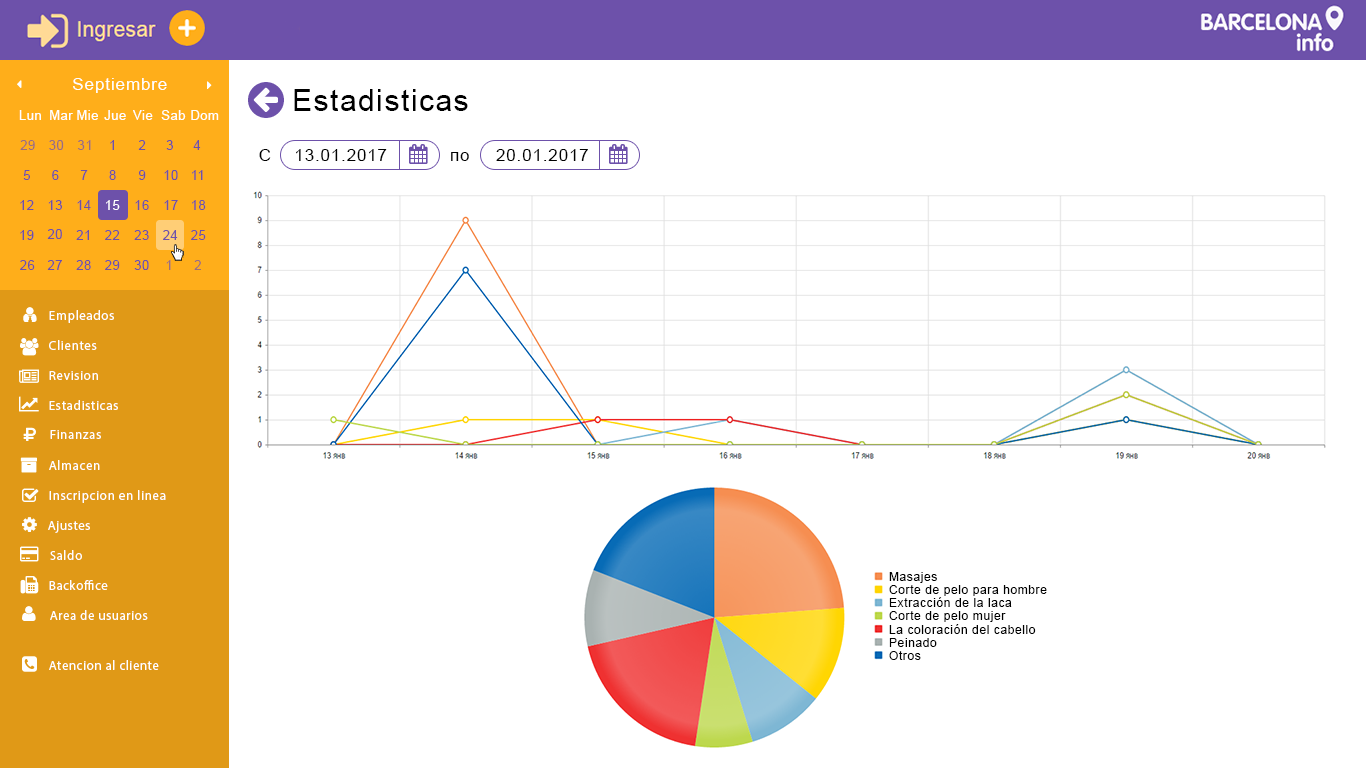 Ingresar
BARCELONA
info
Septiembre
Lun Mar Mie Jue Vie Sab Dom
29 30 31 1 2 3 4
5 6 7 8 9 10 11
12 13 14 15 16 17 18
19 20 21 22 23 24 25
26 27 28 29 30 1 2
Empleados
Clientes
Revision
Estadisticas
Finanzas
Almacen
Inscripcion en linea
Ajustes
Saldo
Backoffice
Area de usuarios
Atencion al cliente
Estadisticas
С 13.01.2017 по 20.01.2017
10
9
8
7
6
5
4
3
2
1
0
13 янв 14 янв 15 янв 16 янв 17 янв 18 янв 19 янв 20 янв
Masajes
Corte de pelo para hombre
Extracción de la laca
Corte de pelo mujer
La coloración del cabello
Peinado
Otros